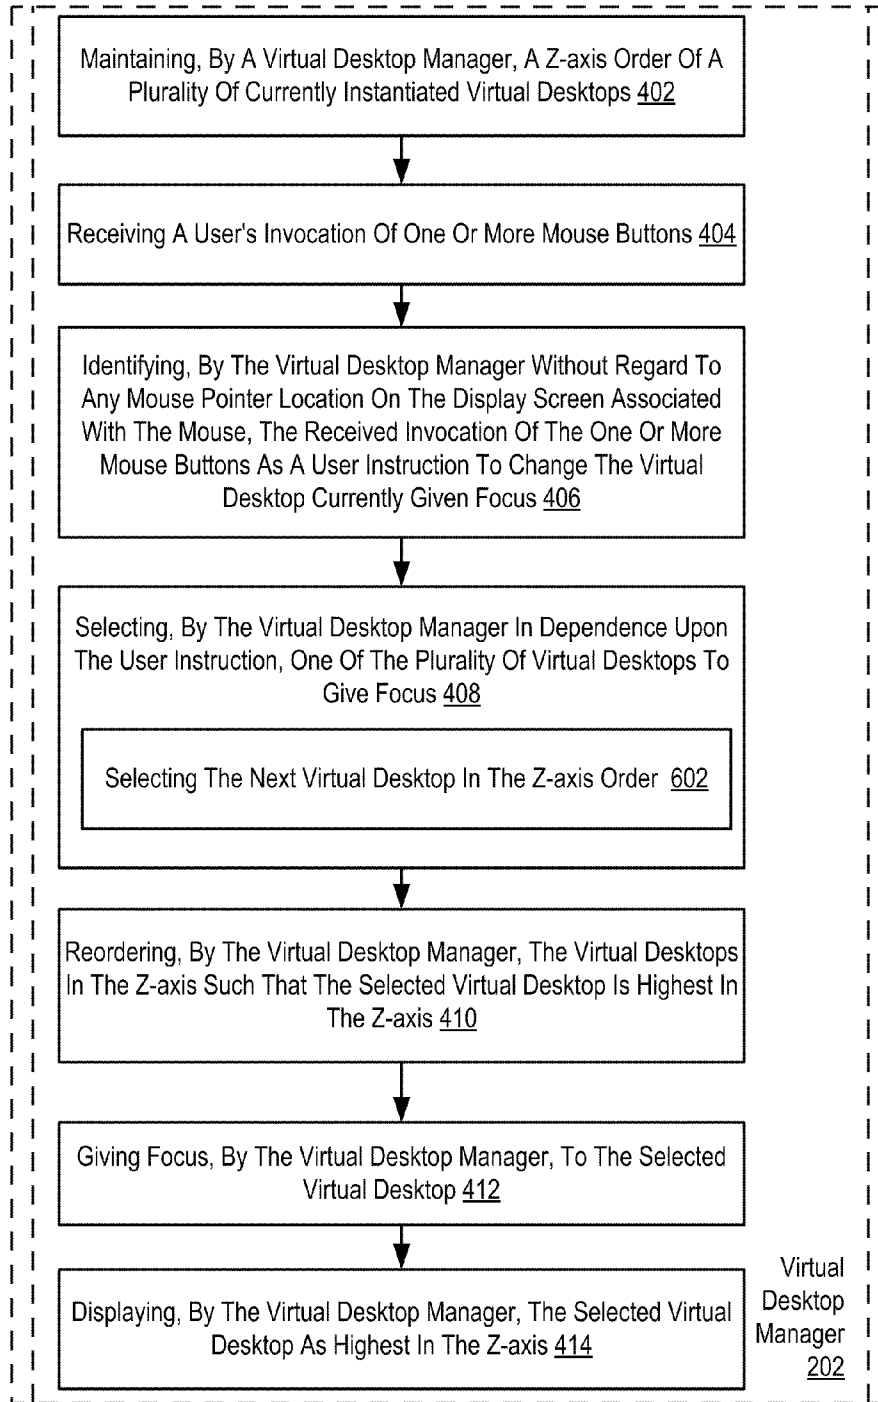 Maintaining, By A Virtual Desktop Manager, A Z-axis Order Of A
Plurality Of Currently Instantiated Virtual Desktops 402
Receiving A User's Invocation Of One Or More Mouse Buttons 404
Identifying, By The Virtual Desktop Manager Without Regard To
Any Mouse Pointer Location On The Display Screen Associated
With The Mouse, The Received Invocation Of The One Or More
Mouse Buttons As A User Instruction To Change The Virtual
Desktop Currently Given Focus 406
Selecting, By The Virtual Desktop Manager In Dependence Upon
The User Instruction, One Of The Plurality Of Virtual Desktops To
Give Focus 408
Selecting The Next Virtual Desktop In The Z-axis Order 602
Reordering, By The Virtual Desktop Manager, The Virtual Desktops
In The Z-axis Such That The Selected Virtual Desktop Is Highest In
The Z-axis 410
Giving Focus, By The Virtual Desktop Manager, To The Selected
Virtual Desktop 412
Displaying, By The Virtual Desktop Manager, The Selected Virtual
Desktop As Highest In The Z-axis 414
Virtual
Desktop
Manager
202